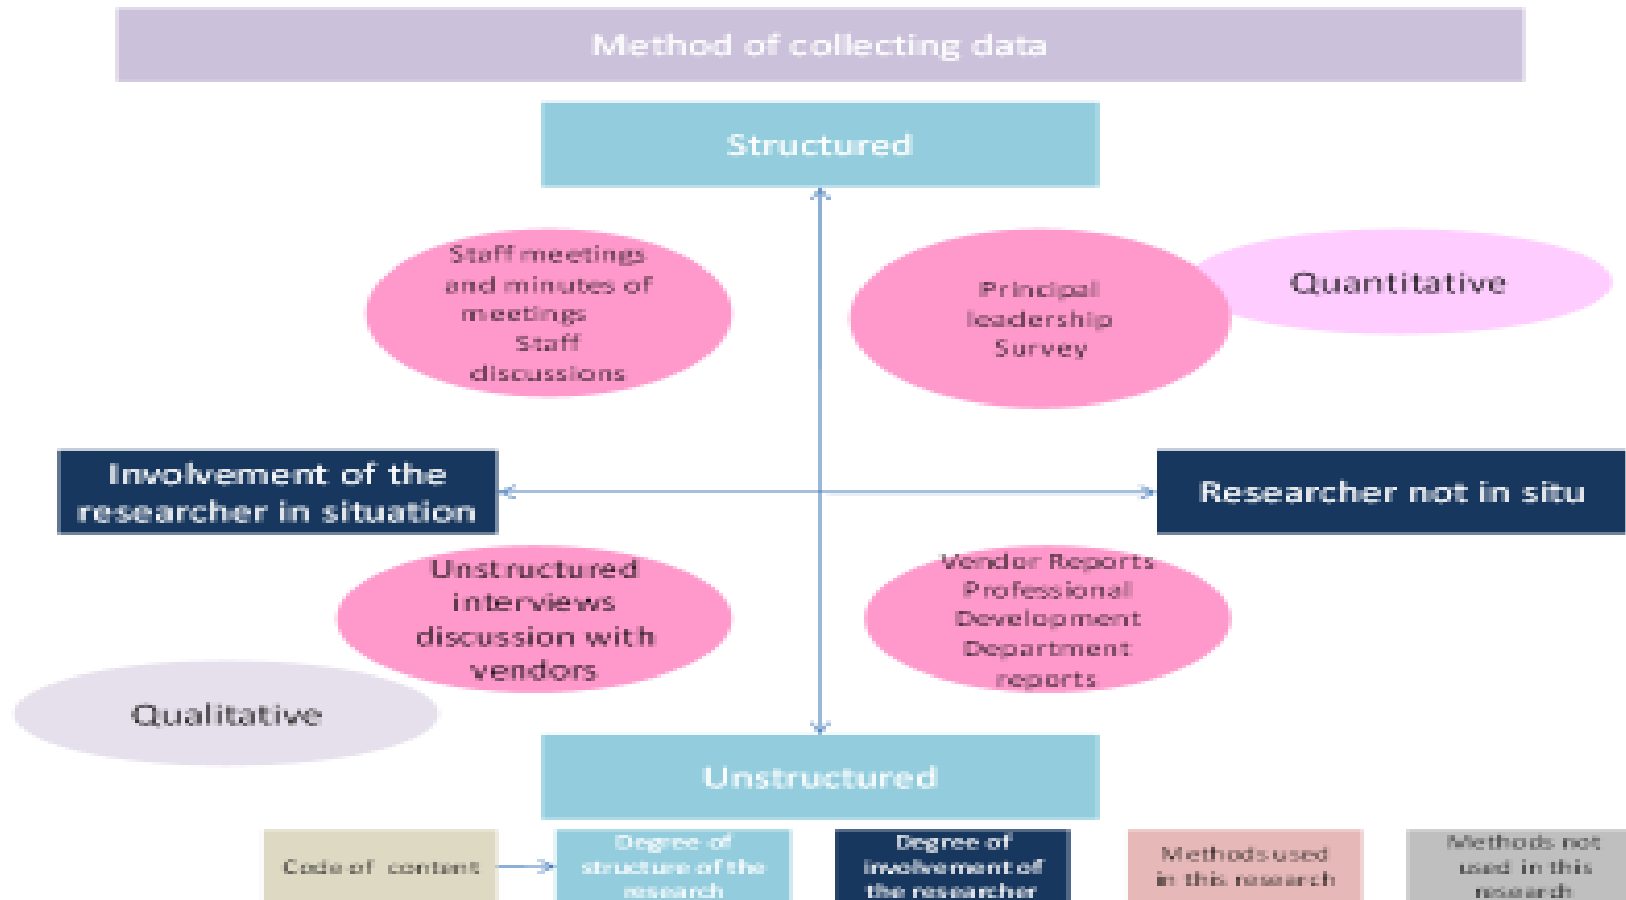 Method of collecting data
Structured
Staff meetings
and minutes of
meetings
Staff
discussions
Principal
leadership
Survey
Quantitative
Involvement of the
researcher in situation
Researcher not in situ
Unstructured
interviews
discussion with
vendors
Vendor Reports
Professional
Development
Department
reports
Qualitative
Unstructured
Code of content
Degree of
structure of the
research
Degree of
involvement of
the researcher
Methods used
in this research
Methods not
used in this
research